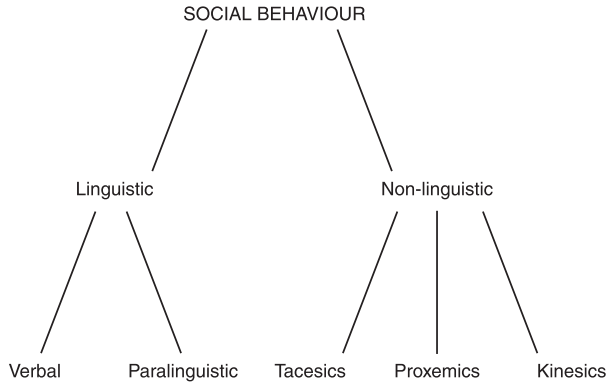 SOCIAL BEHAVIOUR
Linguistic
Non-linguistic
Verbal
Paralinguistic
Tacesics
Proxemics
Kinesics